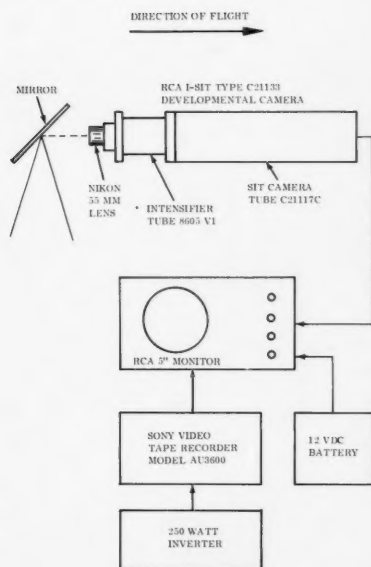 DIRECTION OF FLIGHT
RCA I-SIT TYPE C21133
DEVELOPMENTAL CAMERA
MIRROR
NIKON
55 MM
LENS
INTENSIFIER
TUBE 8605 V1
SIT CAMERA
TUBE C21117C
RCA 5" MONITOR
SONY VIDEO
TAPE RECORDER
MODEL AU3600
12 VDC
BATTERY
250 WATT
INVERTER